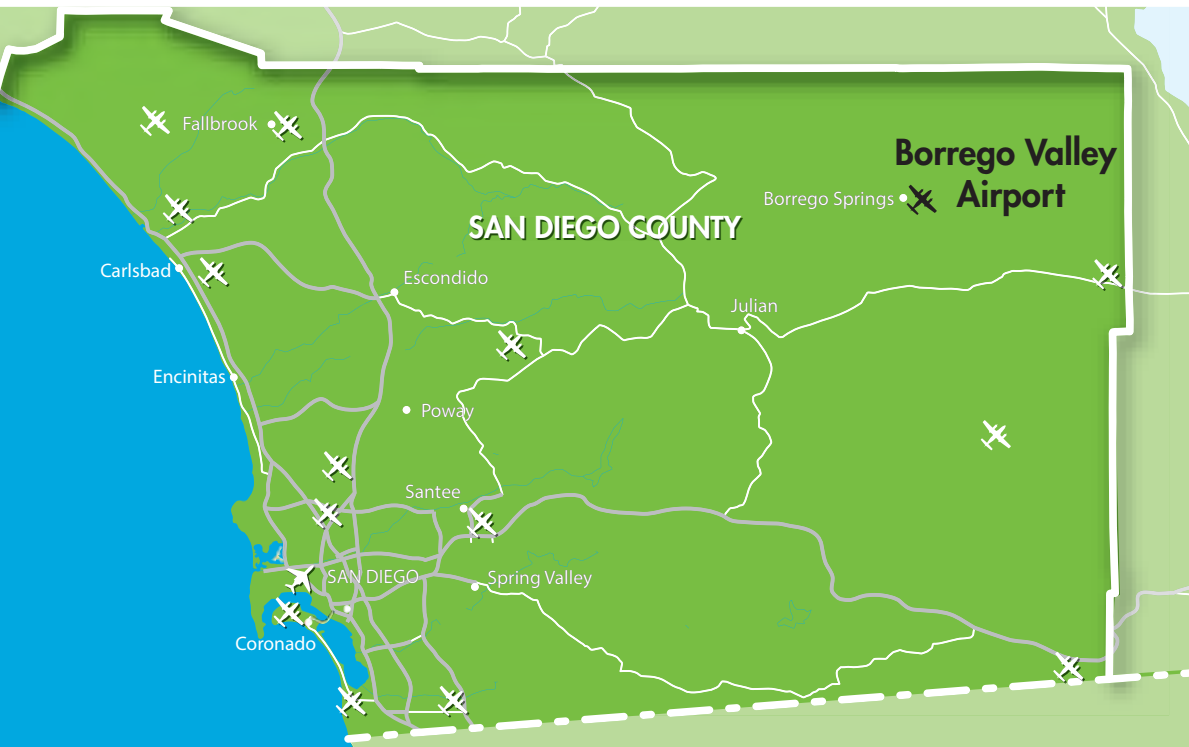 Fallbrook
Borrego Valley
Airport
Borrego Springs
SAN DIEGO COUNTY
Carlsbad
Escondido
Julian
Encinitas
Poway
Santee
SAN DIEGO
Spring Valley
Coronado